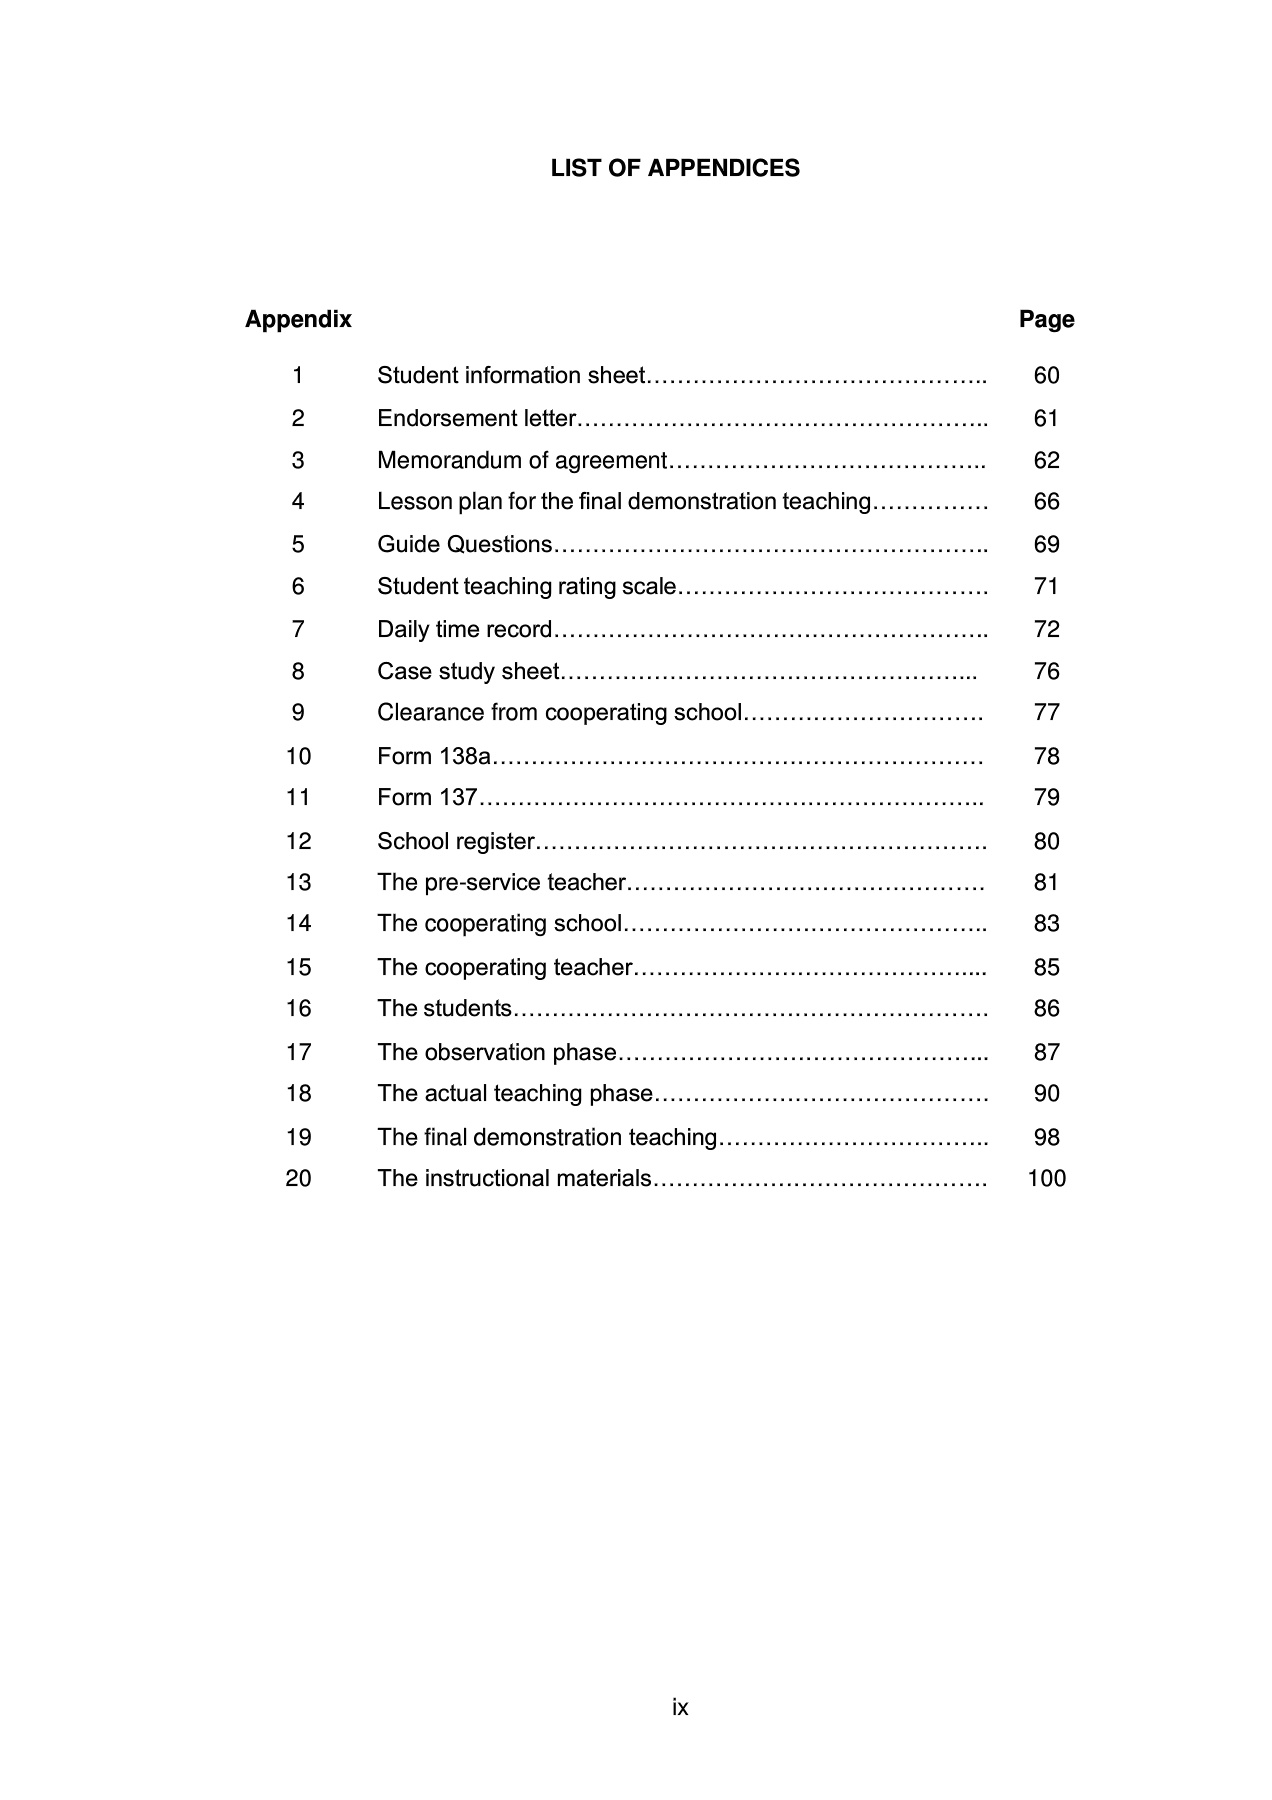 LIST OF APPENDICES
Appendix Page
1 Student information sheet…………………………………….. 60
2 Endorsement letter…………………………………………….. 61
3 Memorandum of agreement………………………………….. 62
4 Lesson plan for the final demonstration teaching…………… 66
5 Guide Questions……………………………………………….. 69
6 Student teaching rating scale…………………………………. 71
7 Daily time record……………………………………………….. 72
8 Case study sheet……………………………………………... 76
9 Clearance from cooperating school…………………………. 77
10 Form 138a……………………………………………………… 78
11 Form 137……………………………………………………….. 79
12 School register…………………………………………………. 80
13 The pre-service teacher………………………………………. 81
14 The cooperating school……………………………………….. 83
15 The cooperating teacher…………………………………….... 85
16 The students……………………………………………………. 86
17 The observation phase………………………………………... 87
18 The actual teaching phase……………………………………. 90
19 The final demonstration teaching…………………………….. 98
20 The instructional materials……………………………………. 100
ix